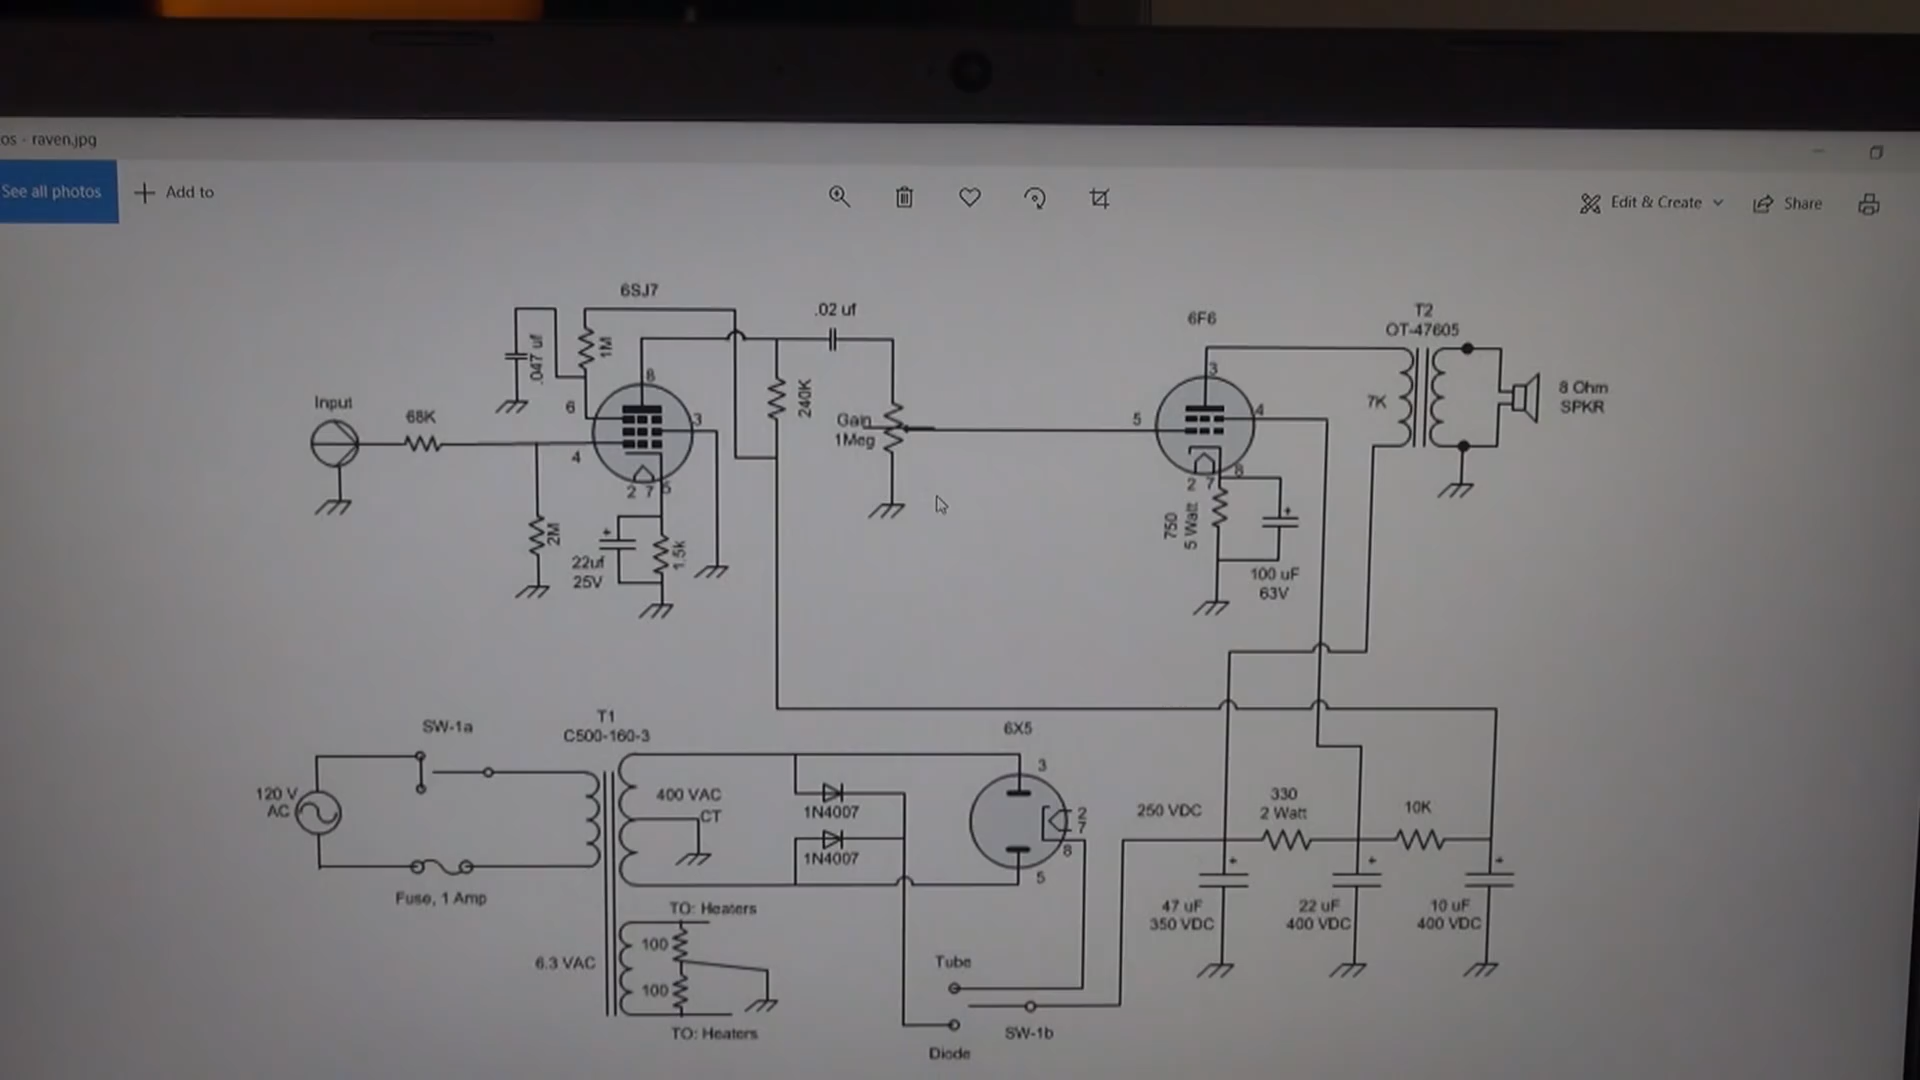 os - raven.jpg
See all photos
Add to
Edit & Create
Share
6SJ7
.047 uf
1M
.02 uf
8
6
3
4
2 7 5
Input
68K
2M
22uf
25V
+
1.5k
240K
Gain
1Meg
6F6
3
5
4
8
2 7
750
5 Watt
+
100 uF
63V
T2
OT-47605
7K
8 Ohm
SPKR
SW-1a
120 V
AC
Fuse, 1 Amp
T1
C500-160-3
400 VAC
CT
1N4007
1N4007
6X5
3
2
7
8
5
250 VDC
330
2 Watt
10K
+
+
+
47 uF
350 VDC
22 uF
400 VDC
10 uF
400 VDC
TO: Heaters
6.3 VAC
100
100
TO: Heaters
Tube
SW-1b
Diode